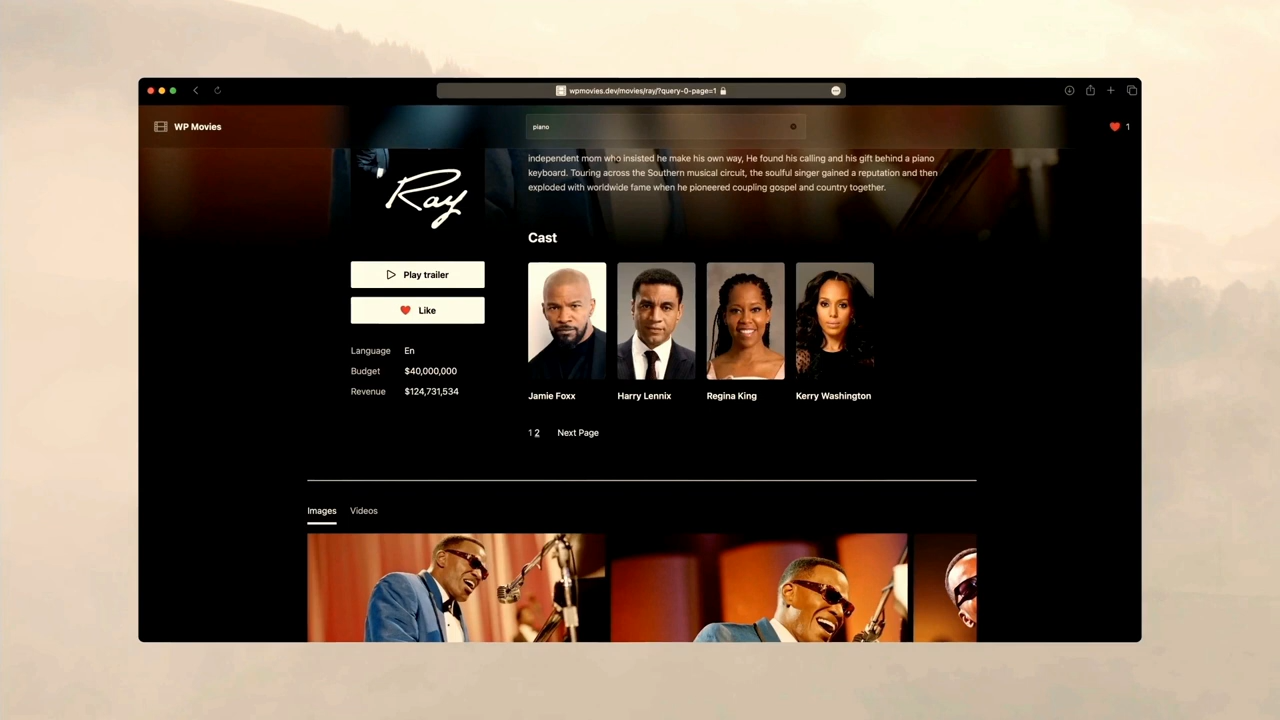 wpmovies.dev/movies/ray/?query-0-page=1
WP Movies
piano
1
independent mom who insisted he make his own way, He found his calling and his gift behind a piano
keyboard. Touring across the Southern musical circuit, the soulful singer gained a reputation and then
exploded with worldwide fame when he pioneered coupling gospel and country together.
Ray
Play trailer
Like
Language En
Budget $40,000,000
Revenue $124,731,534
Cast
Jamie Foxx
Harry Lennix
Regina King
Kerry Washington
1 2 Next Page
Images Videos